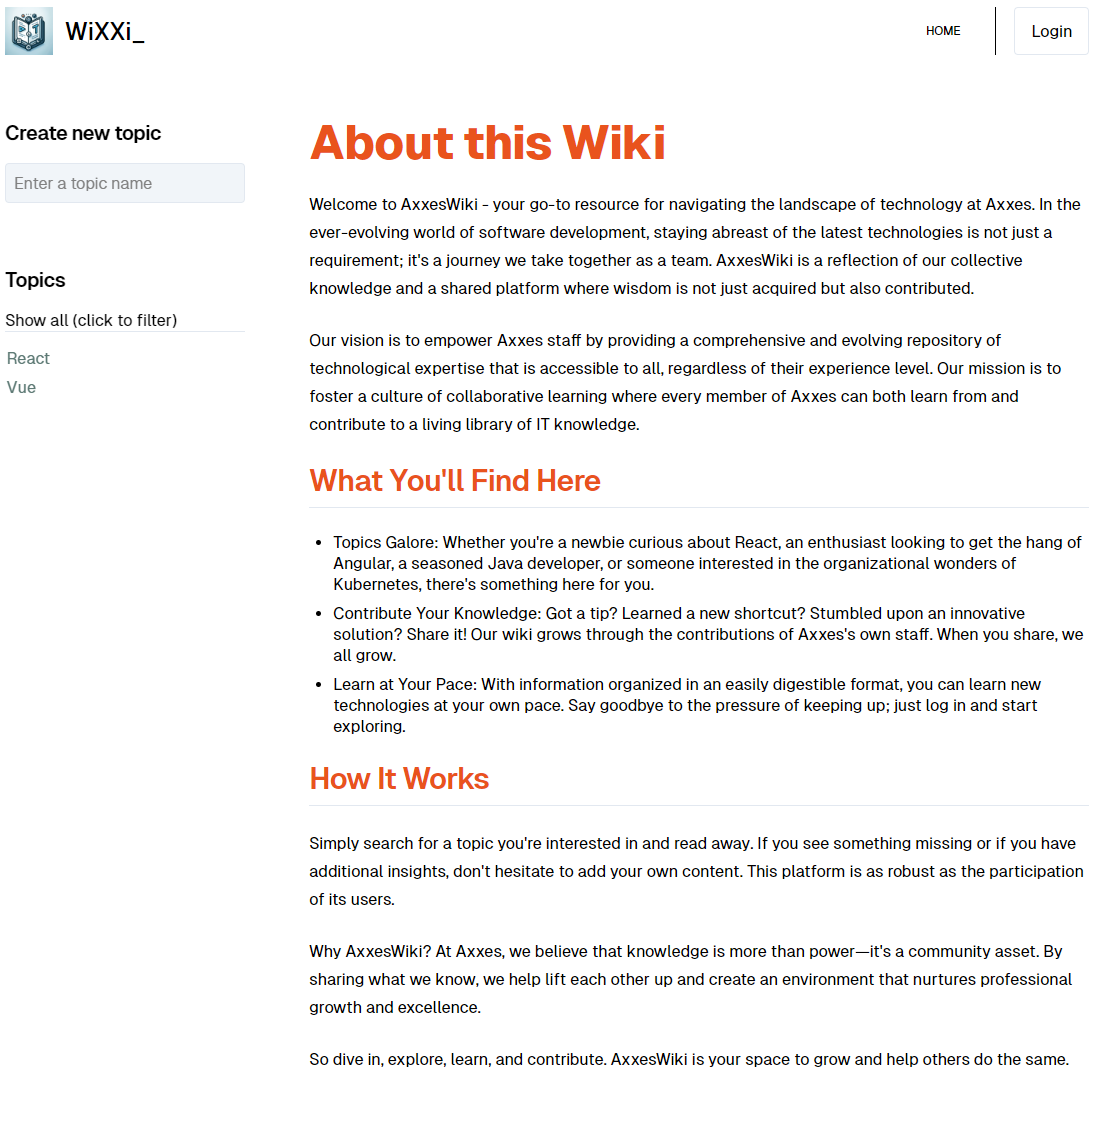 WiXXi_
HOME
Login
Create new topic
Enter a topic name
Topics
Show all (click to filter)
React
Vue
About this Wiki
Welcome to AxxesWiki - your go-to resource for navigating the landscape of technology at Axxes. In the
ever-evolving world of software development, staying abreast of the latest technologies is not just a
requirement; it's a journey we take together as a team. AxxesWiki is a reflection of our collective
knowledge and a shared platform where wisdom is not just acquired but also contributed.
Our vision is to empower Axxes staff by providing a comprehensive and evolving repository of
technological expertise that is accessible to all, regardless of their experience level. Our mission is to
foster a culture of collaborative learning where every member of Axxes can both learn from and
contribute to a living library of IT knowledge.
What You'll Find Here
• Topics Galore: Whether you're a newbie curious about React, an enthusiast looking to get the hang of
Angular, a seasoned Java developer, or someone interested in the organizational wonders of
Kubernetes, there's something here for you.
• Contribute Your Knowledge: Got a tip? Learned a new shortcut? Stumbled upon an innovative
solution? Share it! Our wiki grows through the contributions of Axxes's own staff. When you share, we
all grow.
• Learn at Your Pace: With information organized in an easily digestible format, you can learn new
technologies at your own pace. Say goodbye to the pressure of keeping up; just log in and start
exploring.
How It Works
Simply search for a topic you're interested in and read away. If you see something missing or if you have
additional insights, don't hesitate to add your own content. This platform is as robust as the participation
of its users.
Why AxxesWiki? At Axxes, we believe that knowledge is more than power—it's a community asset. By
sharing what we know, we help lift each other up and create an environment that nurtures professional
growth and excellence.
So dive in, explore, learn, and contribute. AxxesWiki is your space to grow and help others do the same.